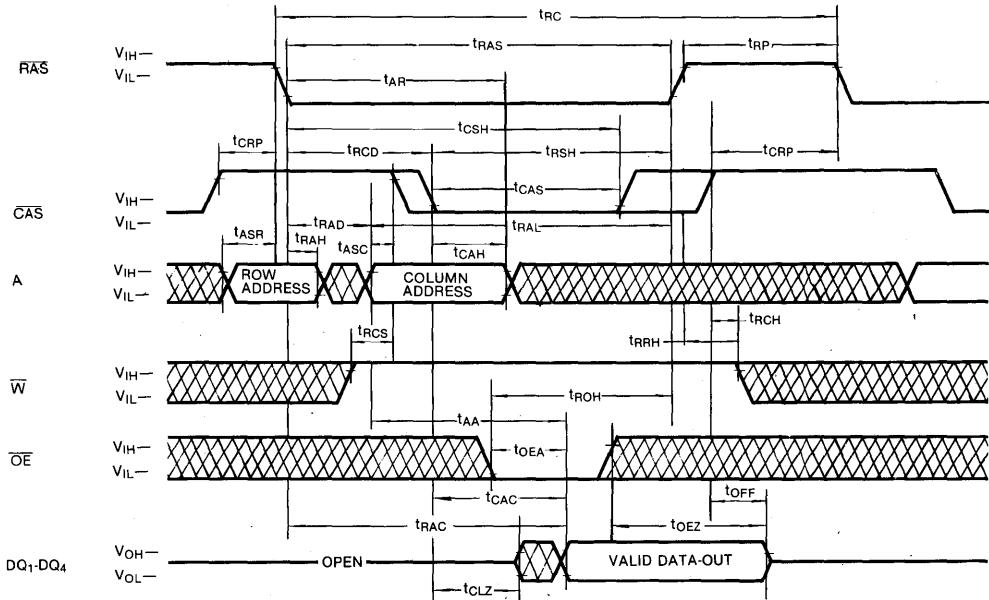 tRC
tRAS
tRP
RAS
VIH—
VIL—
tAR
tCSH
tCRP
tRCD
tRSH
tCRP
CAS
VIH—
VIL—
tCAS
tRAD
tRAL
tASR
tRAH
tASC
tCAH
A
VIH—
VIL—
ROW
ADDRESS
COLUMN
ADDRESS
tRCS
tRCH
tRRH
W
VIH—
VIL—
tROH
tAA
OE
VIH—
VIL—
tOEA
tCAC
tOFF
tRAC
tOEZ
DQ1-DQ4
VOH—
VOL—
OPEN
VALID DATA-OUT
tCLZ